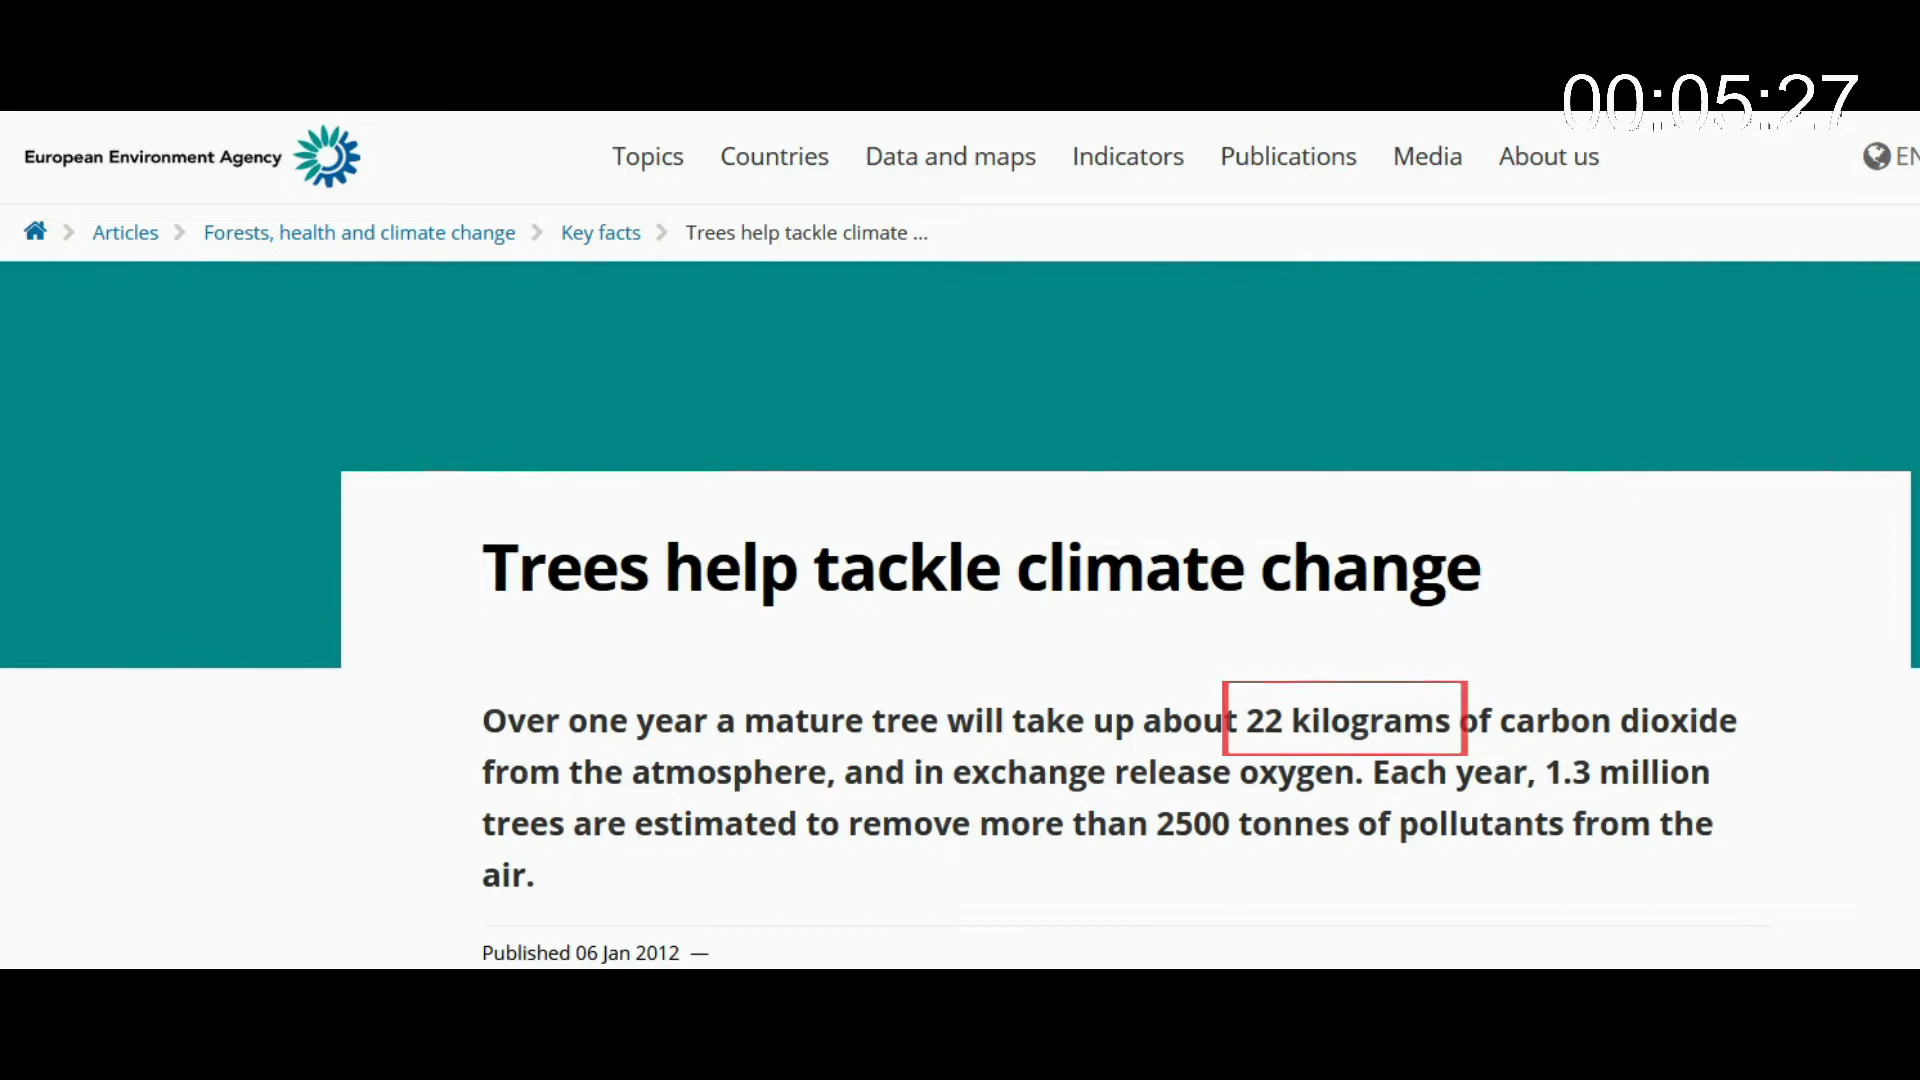 00:05:27
European Environment Agency
Topics Countries Data and maps Indicators Publications Media About us EN
Articles Forests, health and climate change Key facts Trees help tackle climate ...
Trees help tackle climate change
Over one year a mature tree will take up about 22 kilograms of carbon dioxide
from the atmosphere, and in exchange release oxygen. Each year, 1.3 million
trees are estimated to remove more than 2500 tonnes of pollutants from the
air.
Published 06 Jan 2012 —